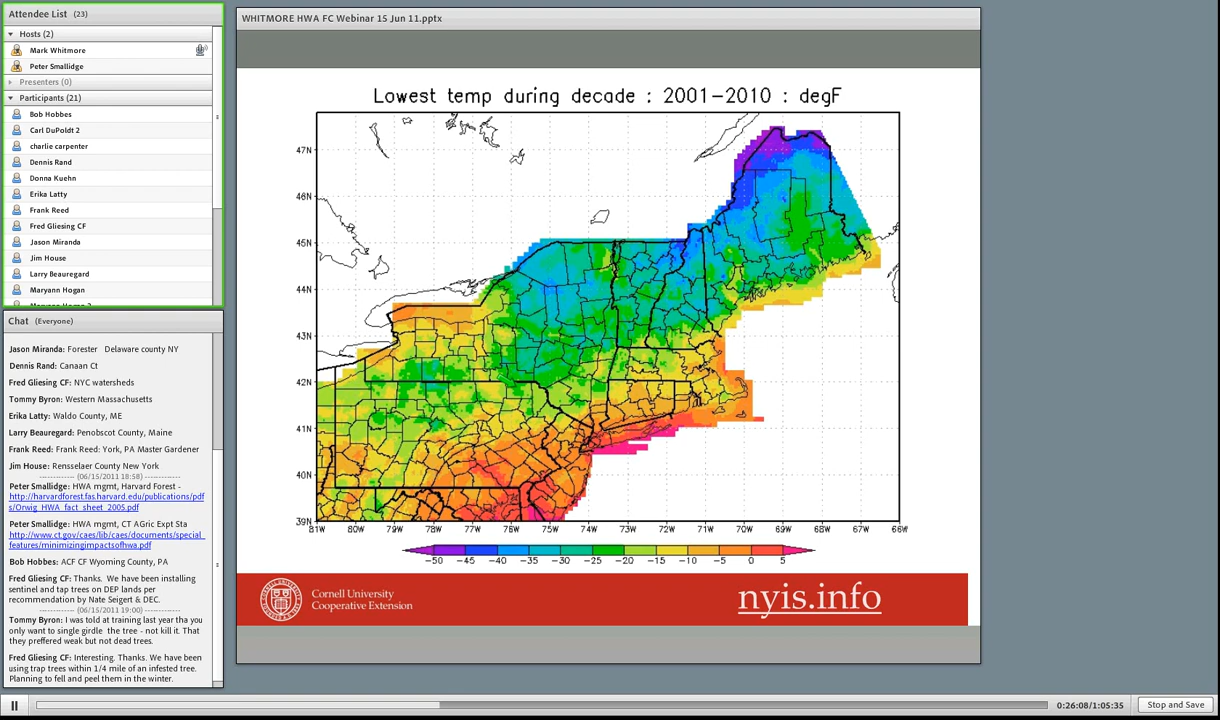 Attendee List (23)
Hosts (2)
Mark Whitmore
Peter Smallidge
Presenters (0)
Participants (21)
Bob Hobbes
Carl DuPoldt 2
charlie carpenter
Dennis Rand
Donna Kuehn
Erika Latty
Frank Reed
Fred Gliesing CF
Jason Miranda
Jim House
Larry Beauregard
Maryann Hogan
Chat (Everyone)
Jason Miranda: Forester Delaware county NY
Dennis Rand: Canaan Ct
Fred Gliesing CF: NYC watersheds
Tommy Byron: Western Massachusetts
Erika Latty: Waldo County, ME
Larry Beauregard: Penobscot County, Maine
Frank Reed: Frank Reed: York, PA Master Gardener
Jim House: Rensselaer County New York
------------- (06/15/2011 18:58) -------------
Peter Smallidge: HWA mgmt, Harvard Forest -
http://harvardforest.fas.harvard.edu/publications/pdf
s/Orwig_HWA_fact_sheet_2005.pdf
Peter Smallidge: HWA mgmt, CT AGric Expt Sta
http://www.ct.gov/caes/lib/caes/documents/special_
features/minimizingimpactsofhwa.pdf
Bob Hobbes: ACF CF Wyoming County, PA
Fred Gliesing CF: Thanks. We have been installing
sentinel and tap trees on DEP lands per
recommendation by Nate Seigert & DEC.
------------- (06/15/2011 19:00) -------------
Tommy Byron: I was told at training last year tha you
only want to single girdle the tree - not kill it. That
they preffered weak but not dead trees.
Fred Gliesing CF: Interesting. Thanks. We have been
using trap trees within 1/4 mile of an infested tree.
Planning to fell and peel them in the winter.
WHITMORE HWA FC Webinar 15 Jun 11.pptx
Lowest temp during decade : 2001-2010 : degF
47N
46N
45N
44N
43N
42N
41N
40N
39N
81W 80W 79W 78W 77W 76W 75W 74W 73W 72W 71W 70W 69W 68W 67W 66W
-50 -45 -40 -35 -30 -25 -20 -15 -10 -5 0 5
Cornell University
Cooperative Extension
nyis.info
0:26:08/1:05:35
Stop and Save